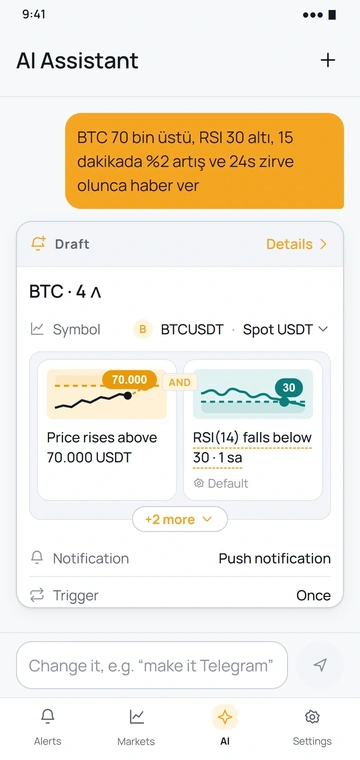 9:41
AI Assistant
BTC 70 bin üstü, RSI 30 altı, 15
dakikada %2 artış ve 24s zirve
olunca haber ver
Draft
Details
BTC · 4 ∧
Symbol
B
BTCUSDT · Spot USDT
70.000
AND
30
Price rises above
70.000 USDT
RSI(14) falls below
30 · 1 sa
Default
+2 more
Notification
Push notification
Trigger
Once
Change it, e.g. “make it Telegram”
Alerts
Markets
AI
Settings